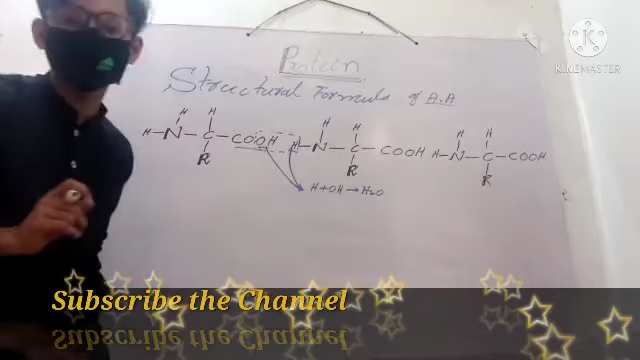 KINEMASTER
Protein
Structural Formula of A.A
H H H H H H
H-N-C-COOH H-N-C-COOH H-N-C-COOH
R R R
H+OH→H2O
Subscribe the Channel